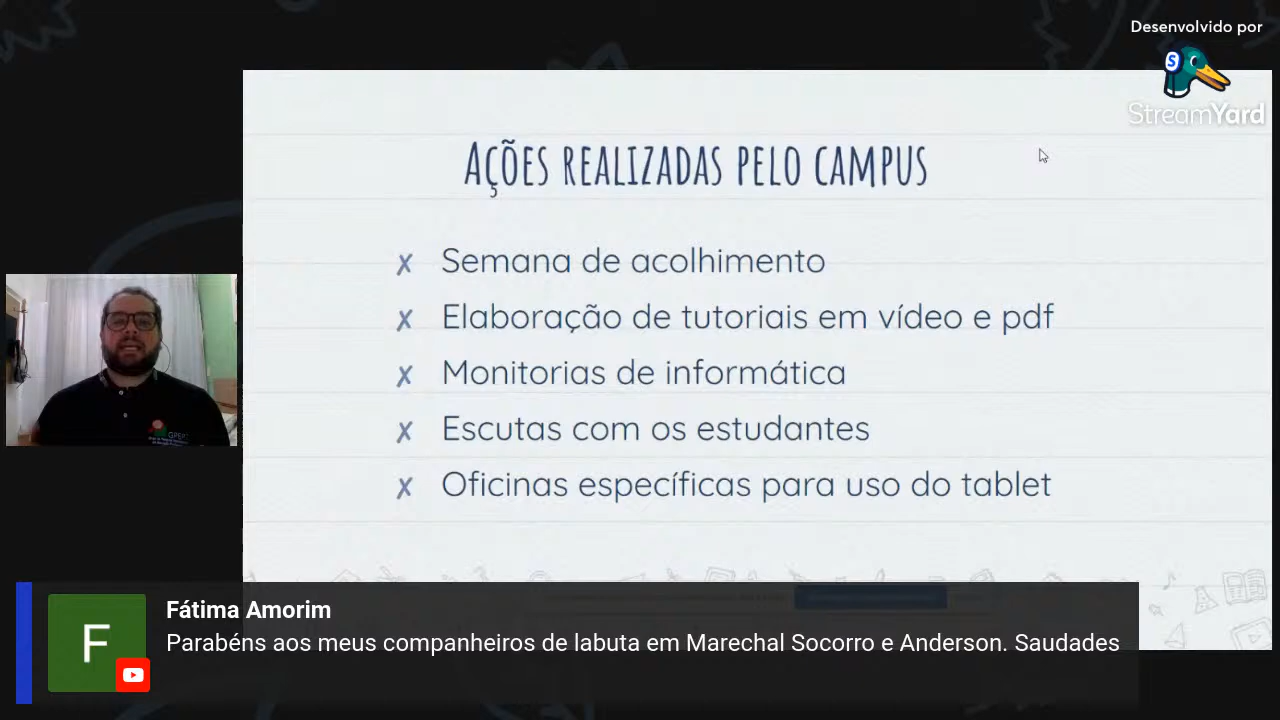 Desenvolvido por
StreamYard
AÇÕES REALIZADAS PELO CAMPUS
✗ Semana de acolhimento
✗ Elaboração de tutoriais em vídeo e pdf
✗ Monitorias de informática
✗ Escutas com os estudantes
✗ Oficinas específicas para uso do tablet
F
Fátima Amorim
Parabéns aos meus companheiros de labuta em Marechal Socorro e Anderson. Saudades